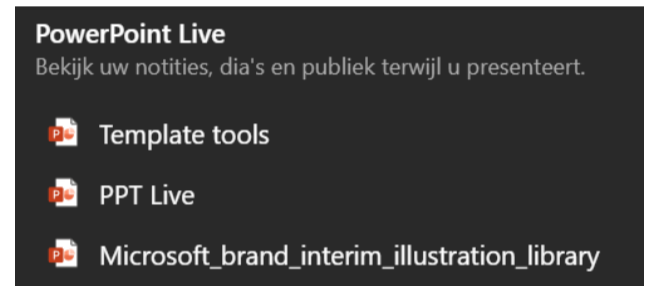 PowerPoint Live
Bekijk uw notities, dia's en publiek terwijl u presenteert.
Template tools
PPT Live
Microsoft_brand_interim_illustration_library